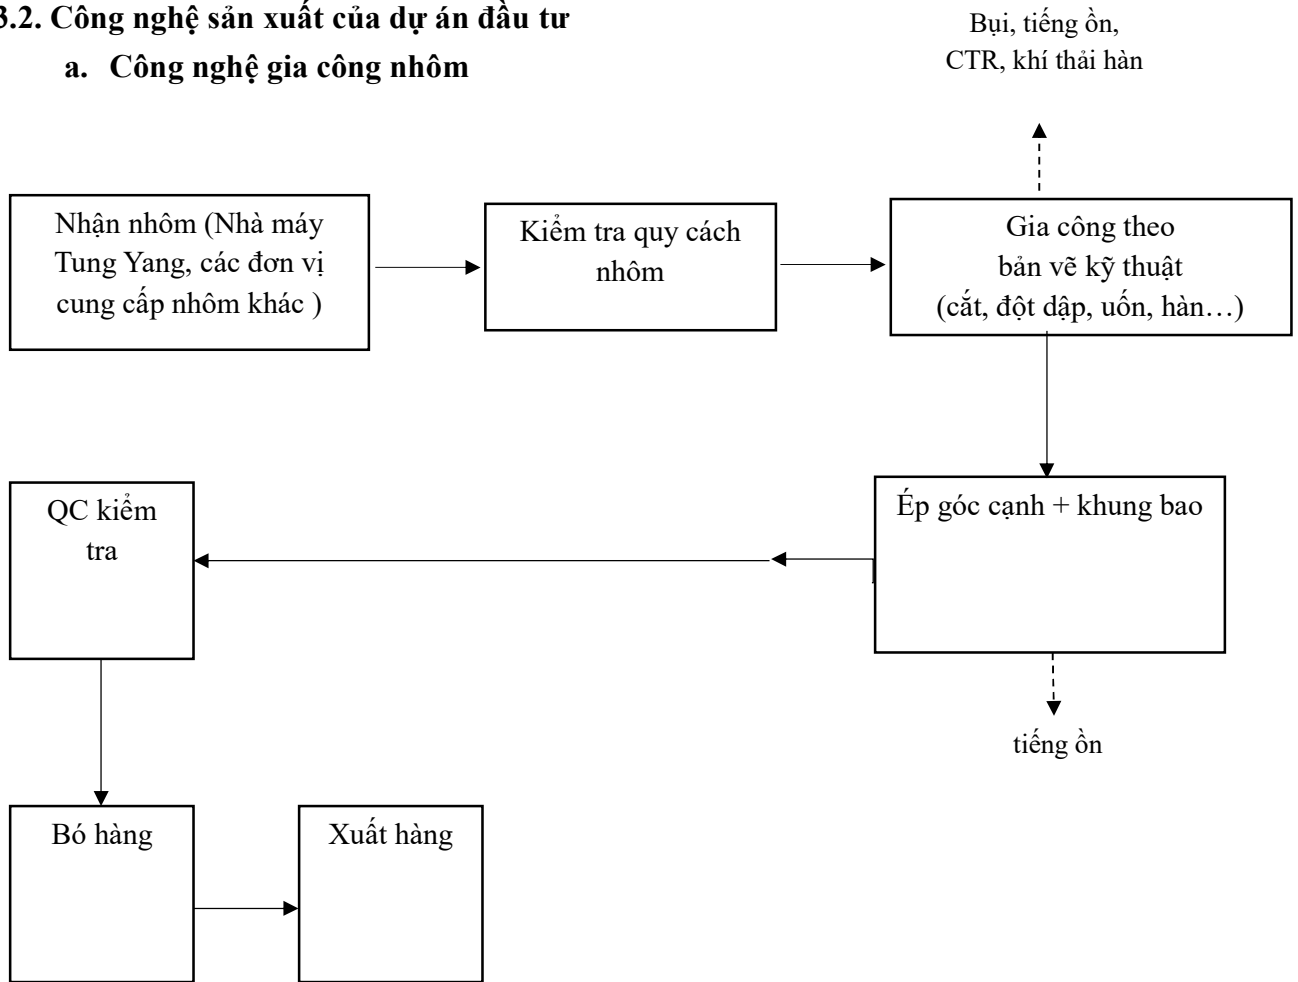 3.2. Công nghệ sản xuất của dự án đầu tư
a. Công nghệ gia công nhôm
Bụi, tiếng ồn,
CTR, khí thải hàn
Nhận nhôm (Nhà máy
Tung Yang, các đơn vị
cung cấp nhôm khác )
Kiểm tra quy cách
nhôm
Gia công theo
bản vẽ kỹ thuật
(cắt, đột dập, uốn, hàn…)
QC kiểm
tra
Ép góc cạnh + khung bao
tiếng ồn
Bó hàng
Xuất hàng